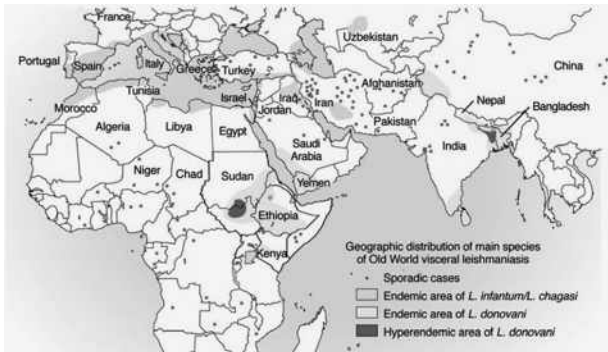 France
Uzbekistan
Portugal
Spain
Italy
Greece
Turkey
China
Afghanistan
Tunisia
Israel
Iraq
Iran
Nepal
Morocco
Jordan
Bangladesh
Algeria
Libya
Egypt
Pakistan
Saudi
Arabia
India
Niger
Chad
Sudan
Yemen
Ethiopia
Kenya
Geographic distribution of main species
of Old World visceral leishmaniasis
Sporadic cases
Endemic area of L. infantum/L. chagasi
Endemic area of L. donovani
Hyperendemic area of L. donovani